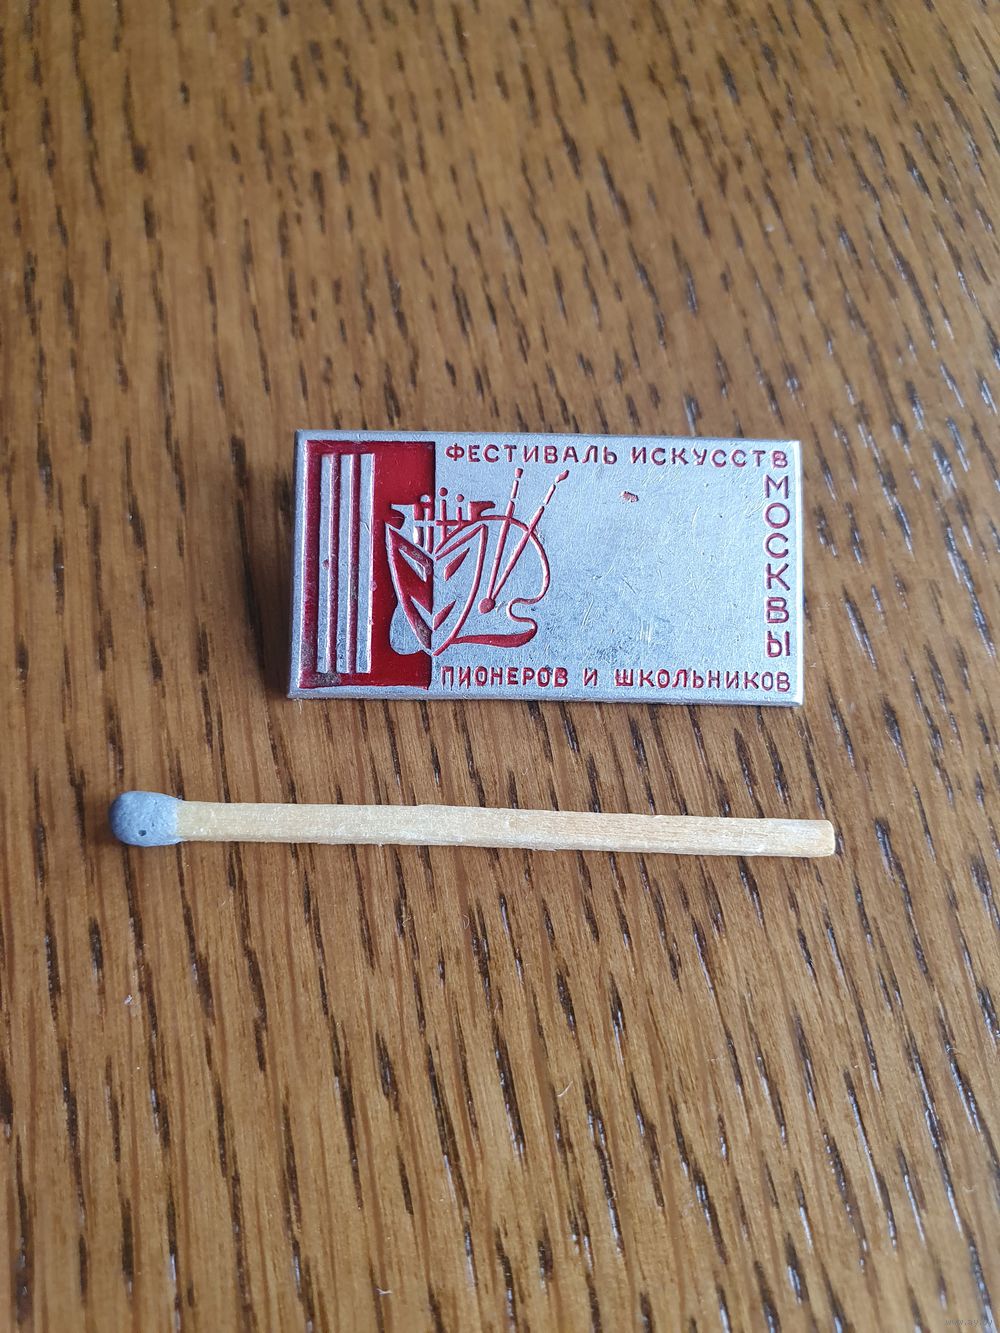 ФЕСТИВАЛЬ ИСКУССТВ
МОСКВЫ
ПИОНЕРОВ И ШКОЛЬНИКОВ